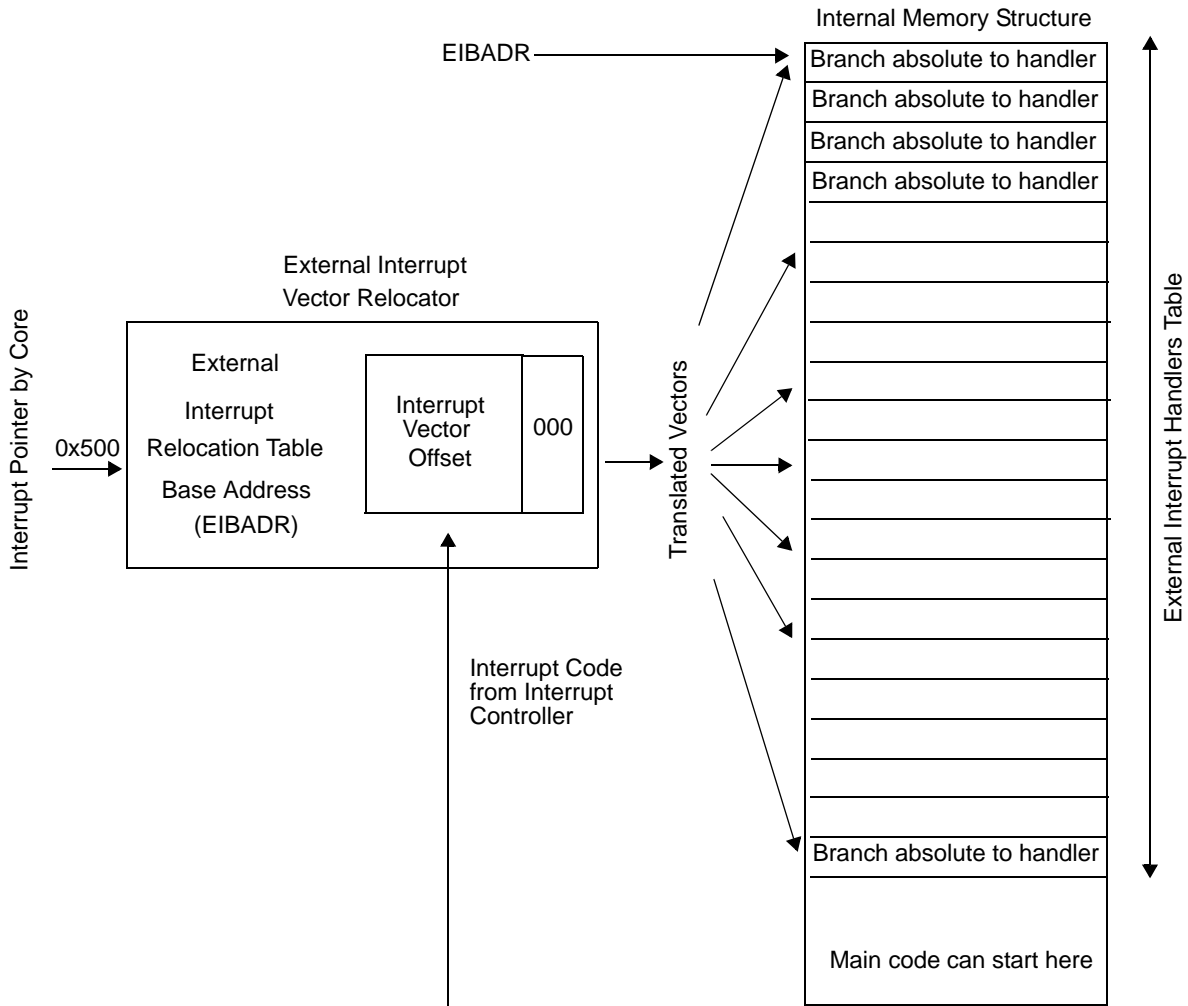 Internal Memory Structure
EIBADR
Branch absolute to handler
Branch absolute to handler
Branch absolute to handler
Branch absolute to handler
External Interrupt
Vector Relocator
Interrupt Pointer by Core
0x500
External
Interrupt
Relocation Table
Base Address
(EIBADR)
Interrupt
Vector
Offset
000
Translated Vectors
External Interrupt Handlers Table
Interrupt Code
from Interrupt
Controller
Branch absolute to handler
Main code can start here